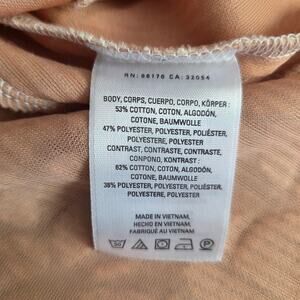 RN: 66170 CA: 32054
BODY, CORPS, CUERPO, CORPO, KÖRPER :
53% COTTON, COTON, ALGODÓN,
COTONE, BAUMWOLLE
47% POLYESTER, POLYESTER, POLIÉSTER,
POLYESTERE, POLYESTER
CONTRAST, CONTRASTE, CONTRASTE,
CONPONO, KONTRAST :
62% COTTON, COTON, ALGODÓN,
COTONE, BAUMWOLLE
38% POLYESTER, POLYESTER, POLIÉSTER,
POLYESTERE, POLYESTER
MADE IN VIETNAM,
HECHO EN VIETNAM,
FABRIQUÉ AU VIETNAM
30